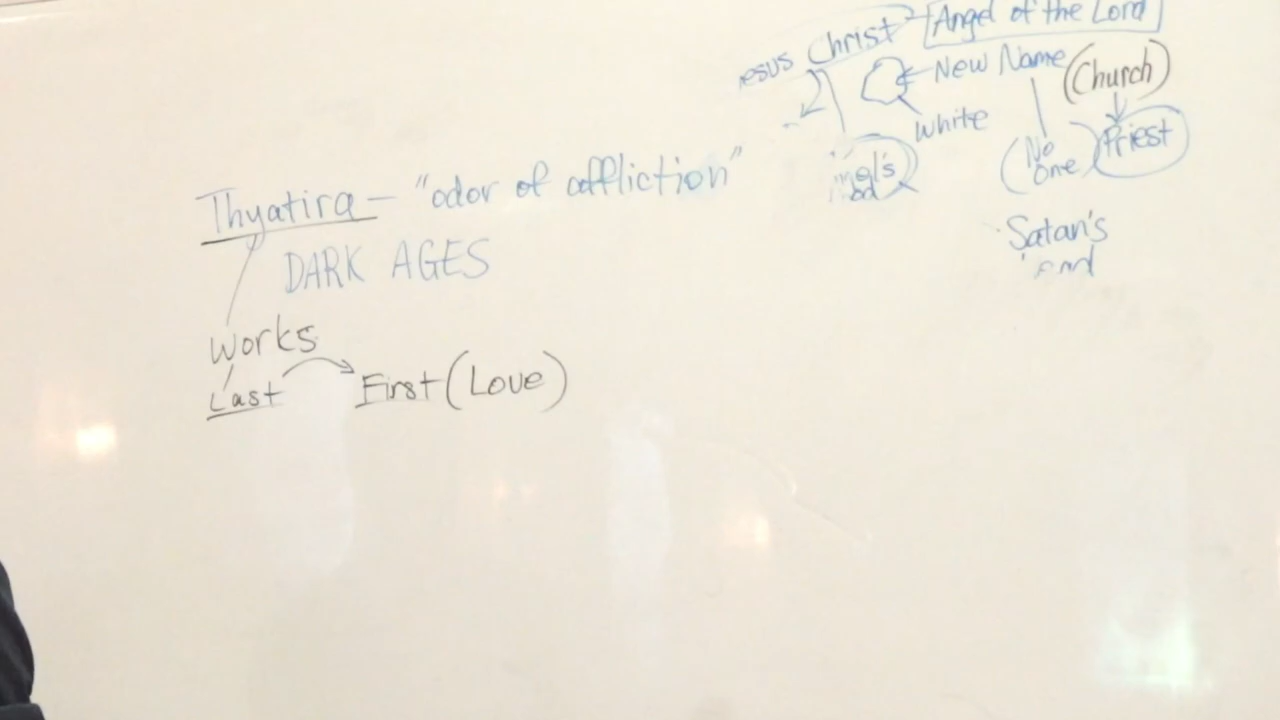 esus Christ Angel of the Lord
New Name (Church)
White
(No One) Priest
Satan's
Thyatira - "odor of affliction"
DARK AGES
Works
Last First (Love)